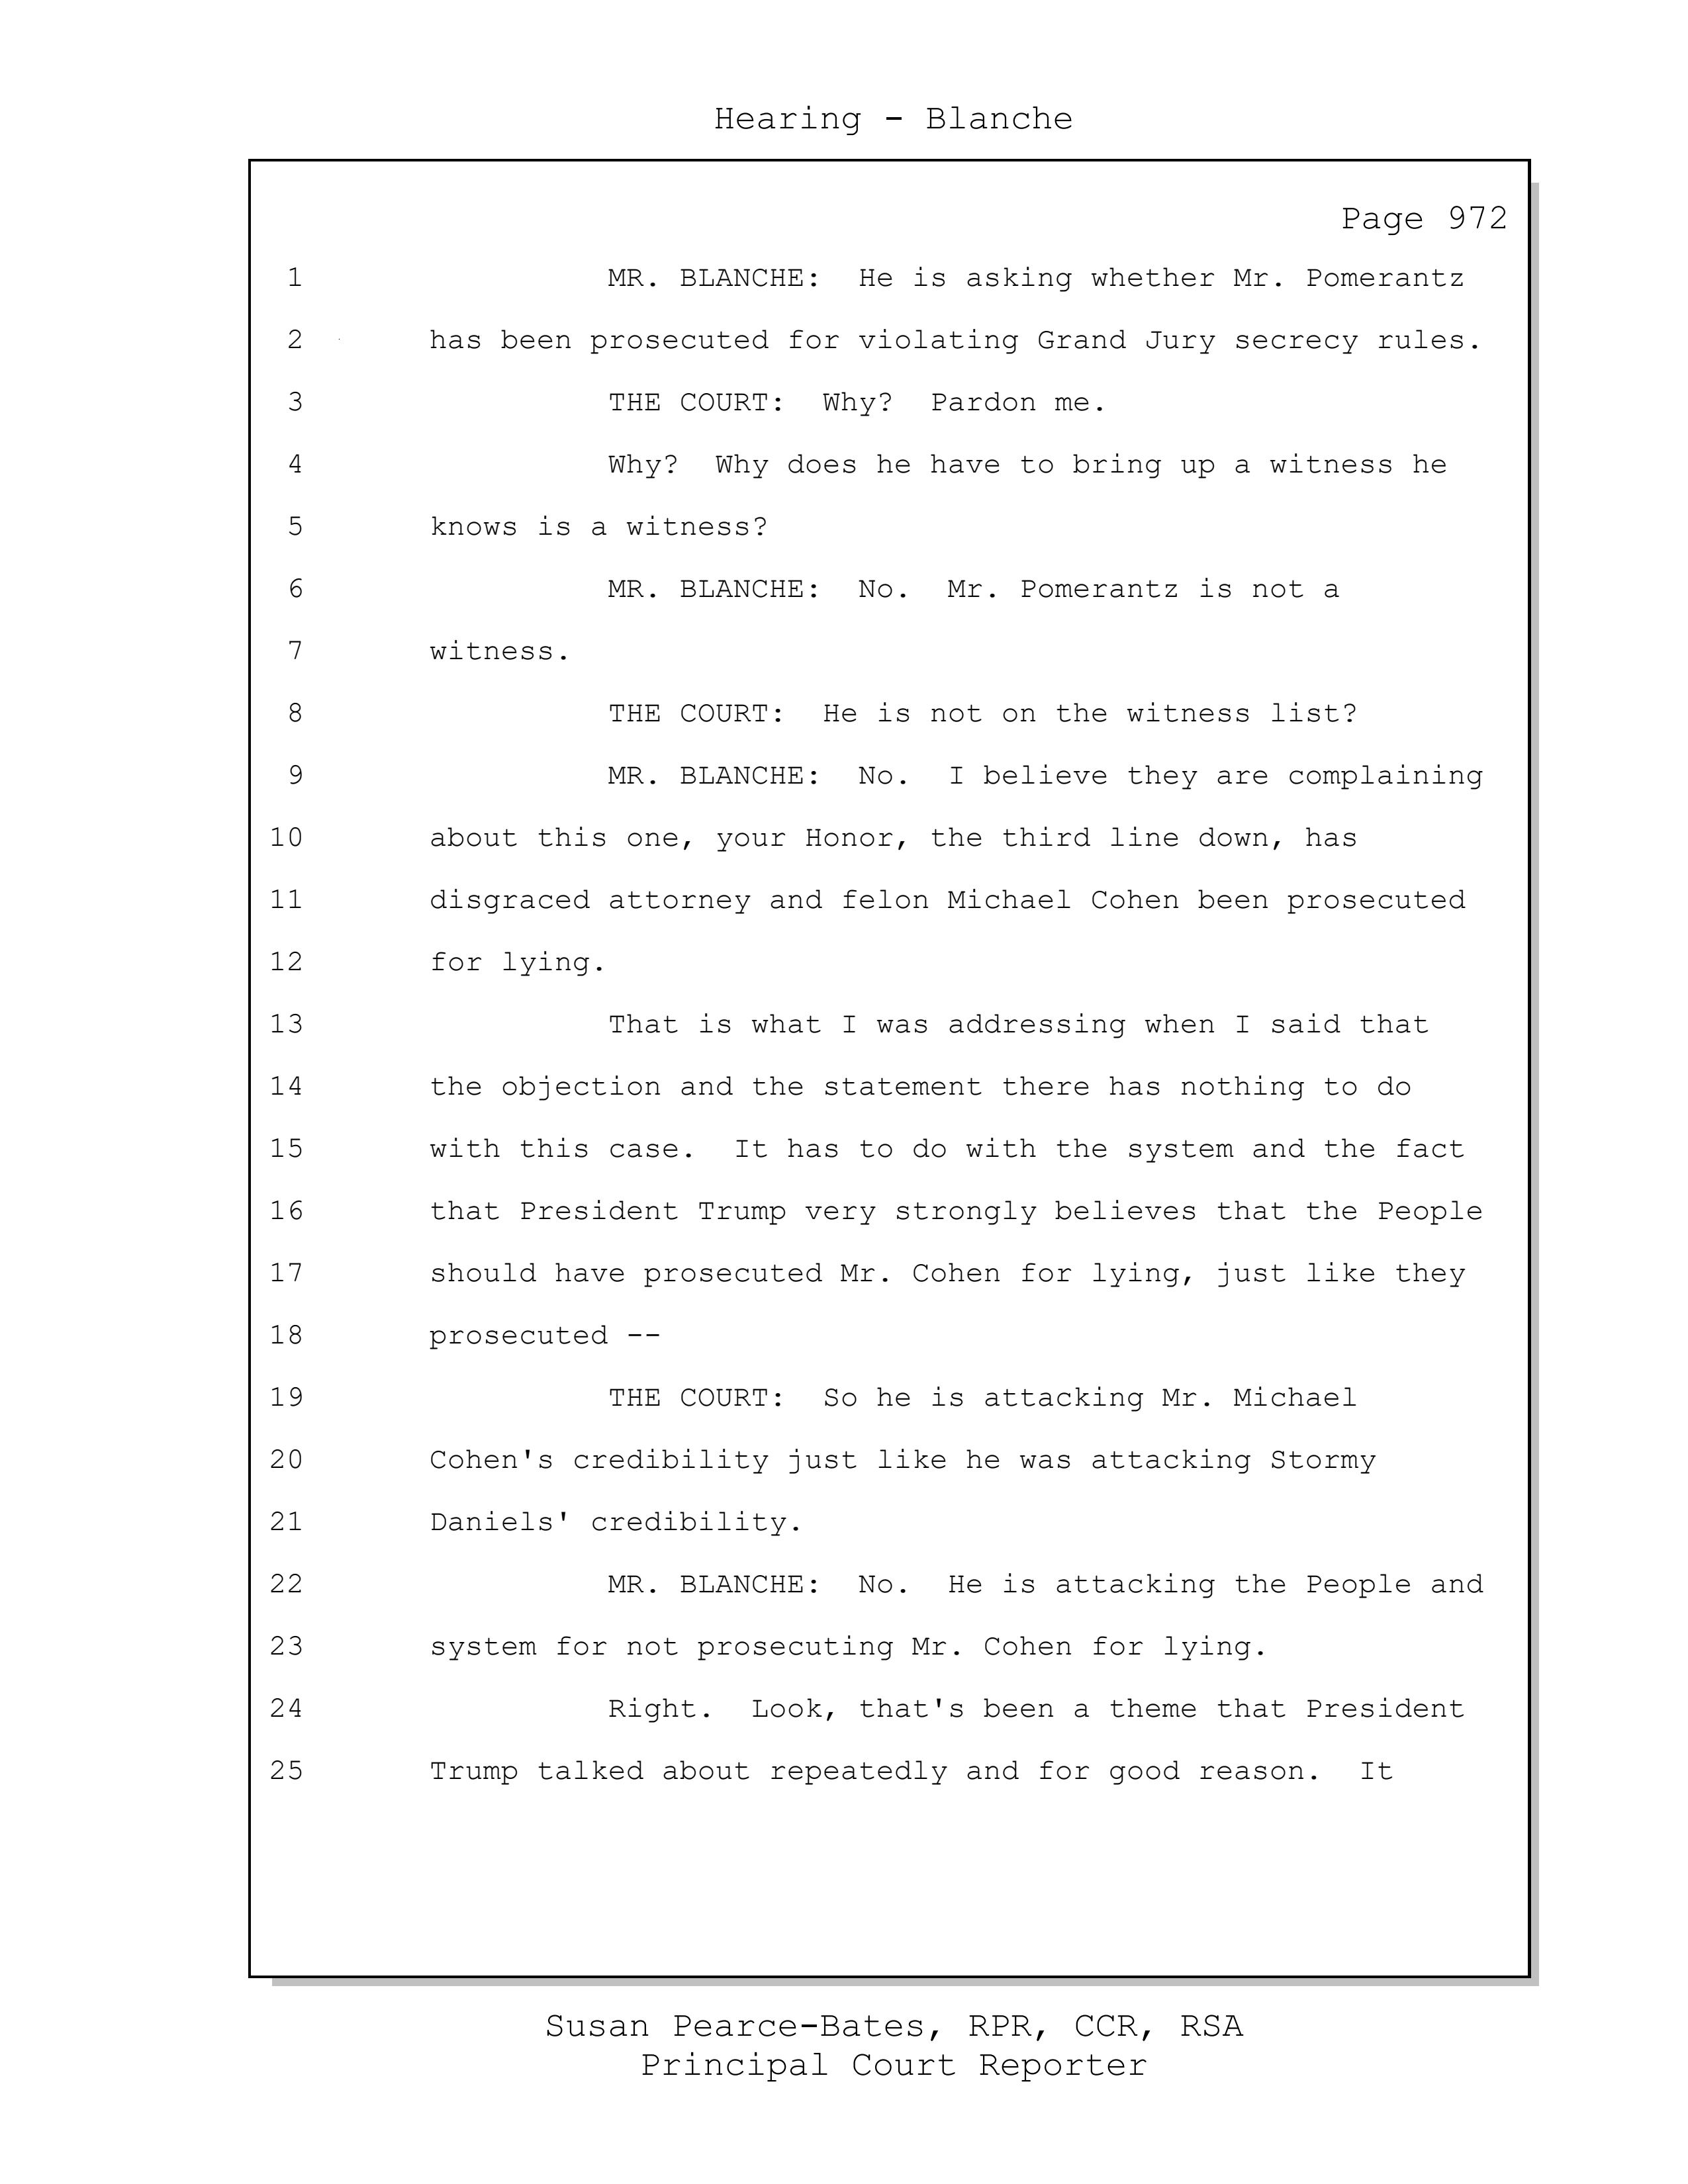 Hearing - Blanche
Page 972
1 MR. BLANCHE: He is asking whether Mr. Pomerantz
2 has been prosecuted for violating Grand Jury secrecy rules.
3 THE COURT: Why? Pardon me.
4 Why? Why does he have to bring up a witness he
5 knows is a witness?
6 MR. BLANCHE: No. Mr. Pomerantz is not a
7 witness.
8 THE COURT: He is not on the witness list?
9 MR. BLANCHE: No. I believe they are complaining
10 about this one, your Honor, the third line down, has
11 disgraced attorney and felon Michael Cohen been prosecuted
12 for lying.
13 That is what I was addressing when I said that
14 the objection and the statement there has nothing to do
15 with this case. It has to do with the system and the fact
16 that President Trump very strongly believes that the People
17 should have prosecuted Mr. Cohen for lying, just like they
18 prosecuted --
19 THE COURT: So he is attacking Mr. Michael
20 Cohen's credibility just like he was attacking Stormy
21 Daniels' credibility.
22 MR. BLANCHE: No. He is attacking the People and
23 system for not prosecuting Mr. Cohen for lying.
24 Right. Look, that's been a theme that President
25 Trump talked about repeatedly and for good reason. It
Susan Pearce-Bates, RPR, CCR, RSA
Principal Court Reporter